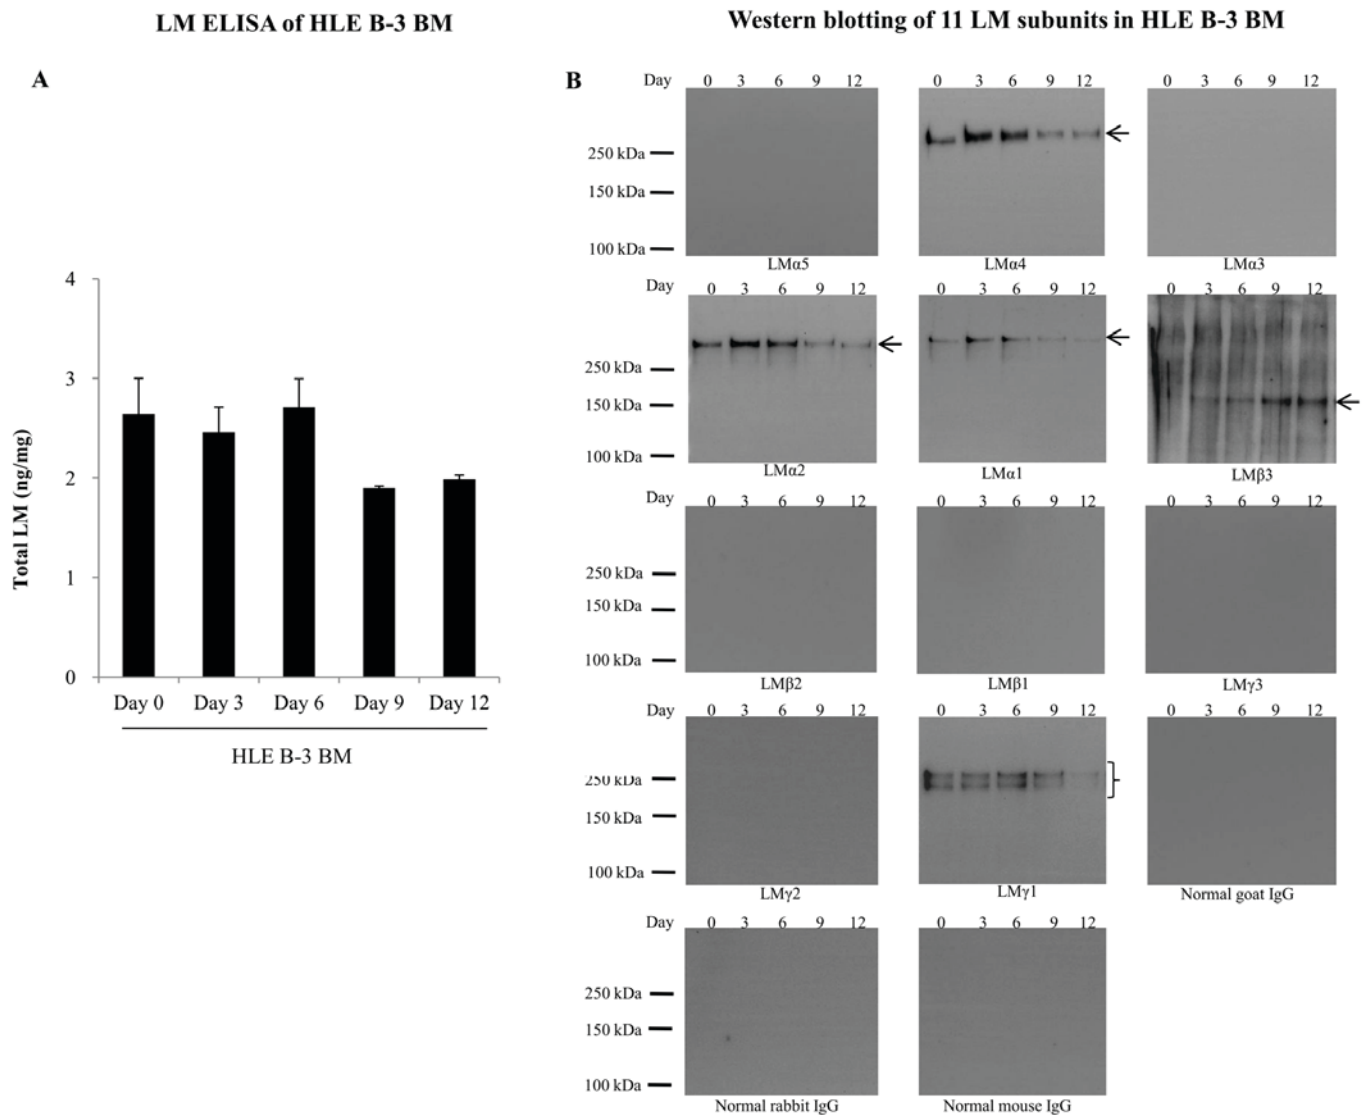 LM ELISA of HLE B-3 BM
Western blotting of 11 LM subunits in HLE B-3 BM
A
Total LM (ng/mg)
4
3
2
1
0
Day 0 Day 3 Day 6 Day 9 Day 12
HLE B-3 BM
B
Day 0 3 6 9 12 0 3 6 9 12 0 3 6 9 12
250 kDa
150 kDa
100 kDa
LMα5 LMα4 LMα3
Day 0 3 6 9 12 0 3 6 9 12 0 3 6 9 12
250 kDa
150 kDa
100 kDa
LMα2 LMα1 LMβ3
Day 0 3 6 9 12 0 3 6 9 12 0 3 6 9 12
250 kDa
150 kDa
100 kDa
LMβ2 LMβ1 LMγ3
Day 0 3 6 9 12 0 3 6 9 12 0 3 6 9 12
250 kDa
150 kDa
100 kDa
LMγ2 LMγ1 Normal goat IgG
Day 0 3 6 9 12 0 3 6 9 12
250 kDa
150 kDa
100 kDa
Normal rabbit IgG Normal mouse IgG